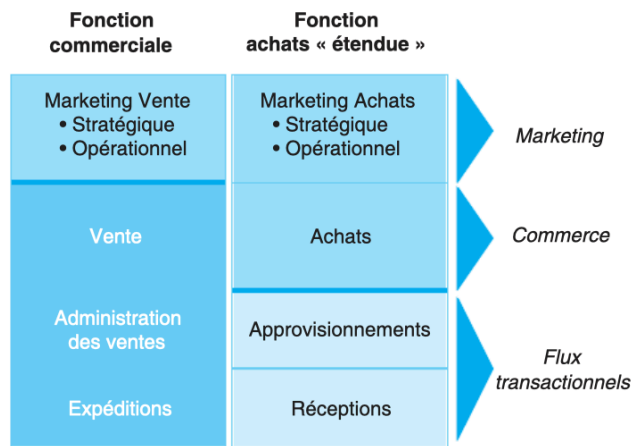 Fonction
commerciale
Fonction
achats « étendue »
Marketing Vente
• Stratégique
• Opérationnel
Marketing Achats
• Stratégique
• Opérationnel
Marketing
Vente
Achats
Commerce
Administration
des ventes
Approvisionnements
Flux
transactionnels
Expéditions
Réceptions